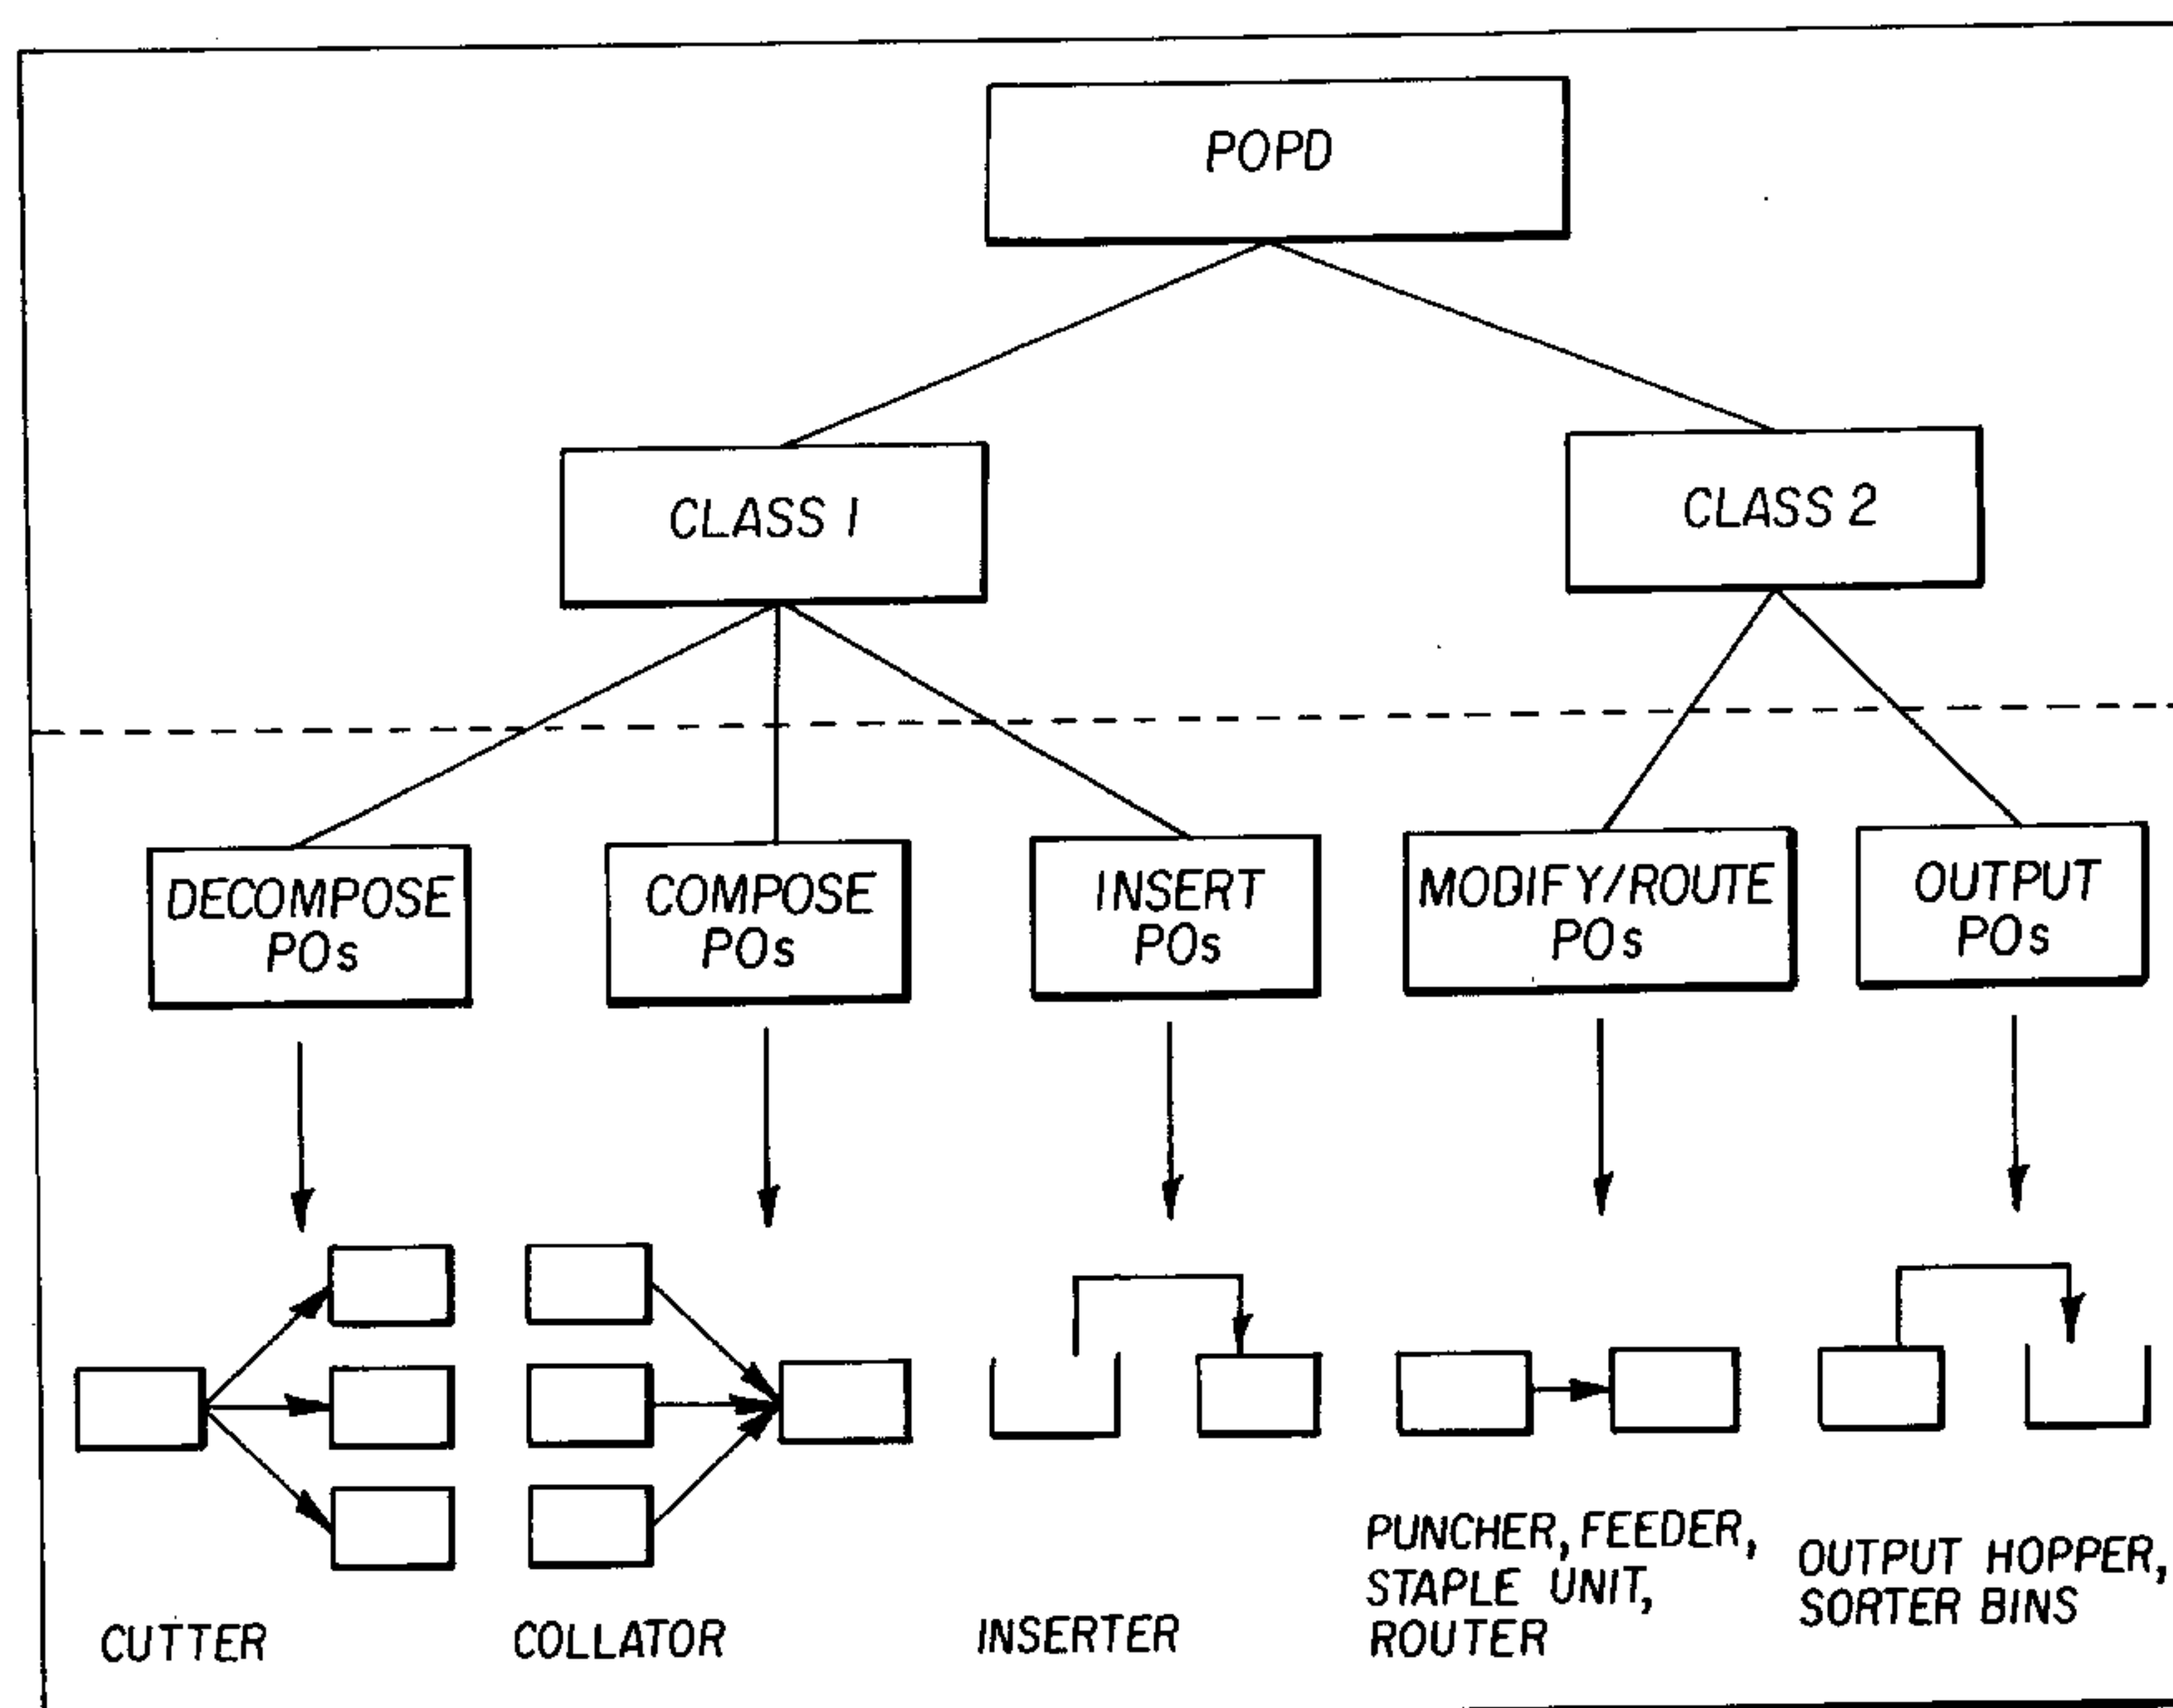 POPD
CLASS 1
CLASS 2
DECOMPOSE
POs
COMPOSE
POs
INSERT
POs
MODIFY/ROUTE
POs
OUTPUT
POs
CUTTER
COLLATOR
INSERTER
PUNCHER, FEEDER,
STAPLE UNIT,
ROUTER
OUTPUT HOPPER,
SORTER BINS